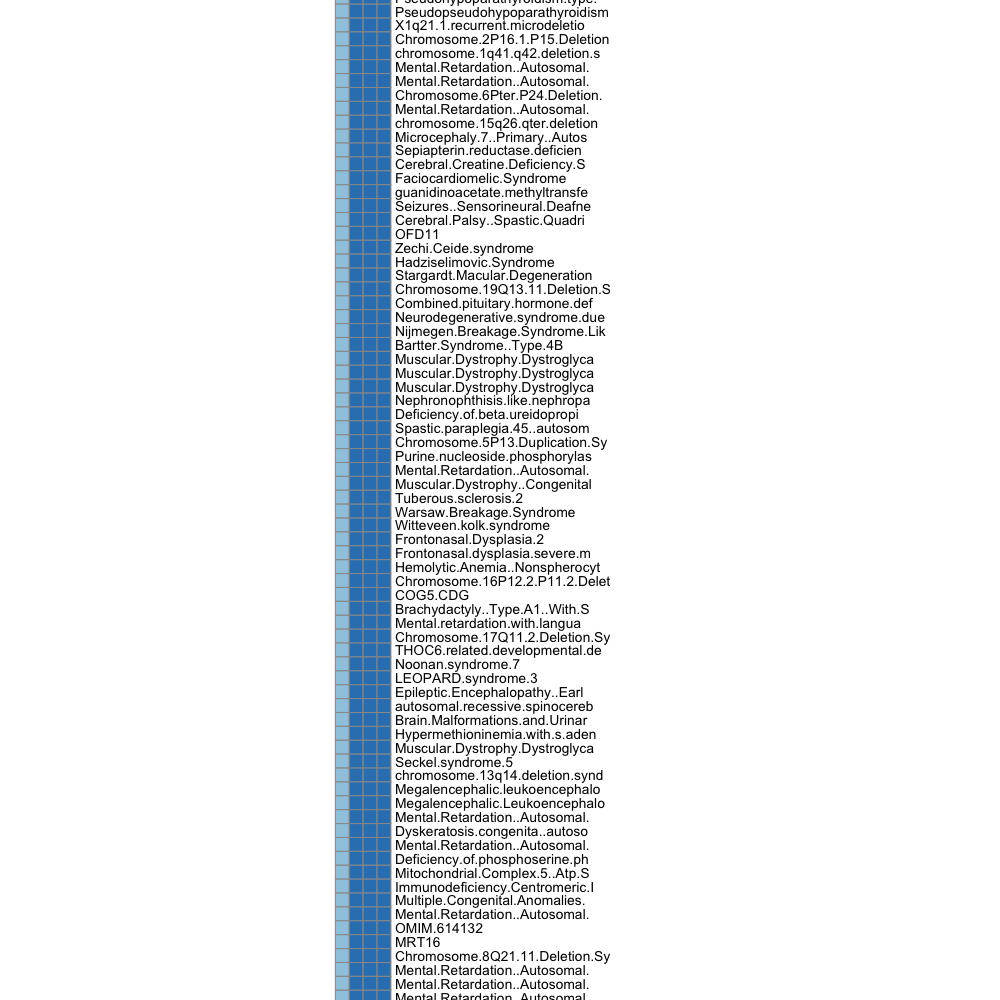 Pseudohypoparathyroidism.type.
Pseudopseudohypoparathyroidism
X1q21.1.recurrent.microdeletio
Chromosome.2P16.1.P15.Deletion
chromosome.1q41.q42.deletion.s
Mental.Retardation..Autosomal.
Mental.Retardation..Autosomal.
Chromosome.6Pter.P24.Deletion.
Mental.Retardation..Autosomal.
chromosome.15q26.qter.deletion
Microcephaly.7..Primary..Autos
Sepiapterin.reductase.deficien
Cerebral.Creatine.Deficiency.S
Faciocardiomelic.Syndrome
guanidinoacetate.methyltransfe
Seizures..Sensorineural.Deafne
Cerebral.Palsy..Spastic.Quadri
OFD11
Zechi.Ceide.syndrome
Hadziselimovic.Syndrome
Stargardt.Macular.Degeneration
Chromosome.19Q13.11.Deletion.S
Combined.pituitary.hormone.def
Neurodegenerative.syndrome.due
Nijmegen.Breakage.Syndrome.Lik
Bartter.Syndrome..Type.4B
Muscular.Dystrophy.Dystroglyca
Muscular.Dystrophy.Dystroglyca
Muscular.Dystrophy.Dystroglyca
Nephronophthisis.like.nephropa
Deficiency.of.beta.ureidopropi
Spastic.paraplegia.45..autosom
Chromosome.5P13.Duplication.Sy
Purine.nucleoside.phosphorylas
Mental.Retardation..Autosomal.
Muscular.Dystrophy..Congenital
Tuberous.sclerosis.2
Warsaw.Breakage.Syndrome
Witteveen.kolk.syndrome
Frontonasal.Dysplasia.2
Frontonasal.dysplasia.severe.m
Hemolytic.Anemia..Nonspherocyt
Chromosome.16P12.2.P11.2.Delet
COG5.CDG
Brachydactyly..Type.A1..With.S
Mental.retardation.with.langua
Chromosome.17Q11.2.Deletion.Sy
THOC6.related.developmental.de
Noonan.syndrome.7
LEOPARD.syndrome.3
Epileptic.Encephalopathy..Earl
autosomal.recessive.spinocereb
Brain.Malformations.and.Urinar
Hypermethioninemia.with.s.aden
Muscular.Dystrophy.Dystroglyca
Seckel.syndrome.5
chromosome.13q14.deletion.synd
Megalencephalic.leukoencephalo
Megalencephalic.Leukoencephalo
Mental.Retardation..Autosomal.
Dyskeratosis.congenita..autoso
Mental.Retardation..Autosomal.
Deficiency.of.phosphoserine.ph
Mitochondrial.Complex.5..Atp.S
Immunodeficiency.Centromeric.I
Multiple.Congenital.Anomalies.
Mental.Retardation..Autosomal.
OMIM.614132
MRT16
Chromosome.8Q21.11.Deletion.Sy
Mental.Retardation..Autosomal.
Mental.Retardation..Autosomal.
Mental.Retardation..Autosomal.